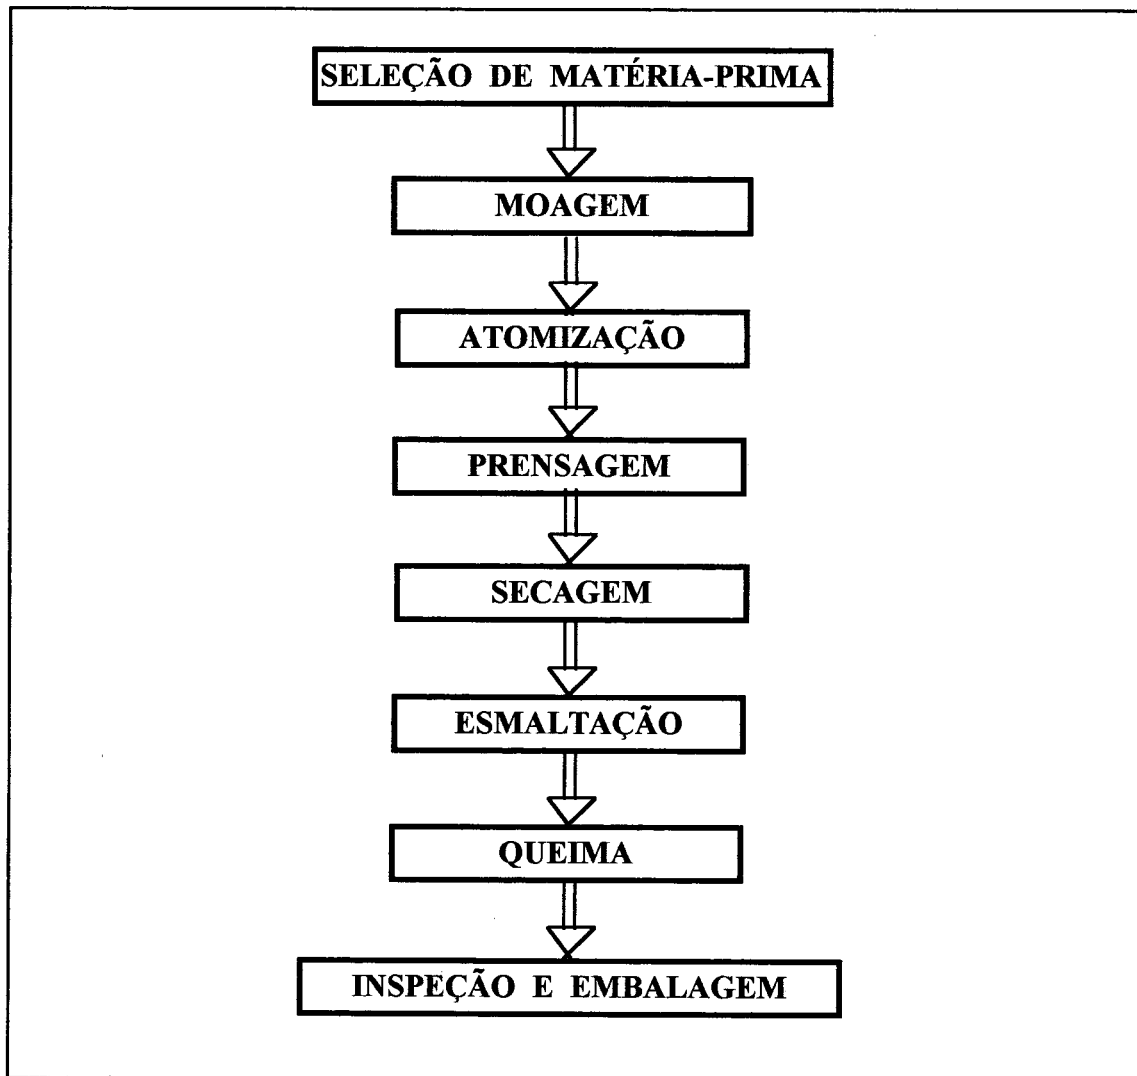 SELEÇÃO DE MATÉRIA-PRIMA
MOAGEM
ATOMIZAÇÃO
PRENSAGEM
SECAGEM
ESMALTAÇÃO
QUEIMA
INSPEÇÃO E EMBALAGEM